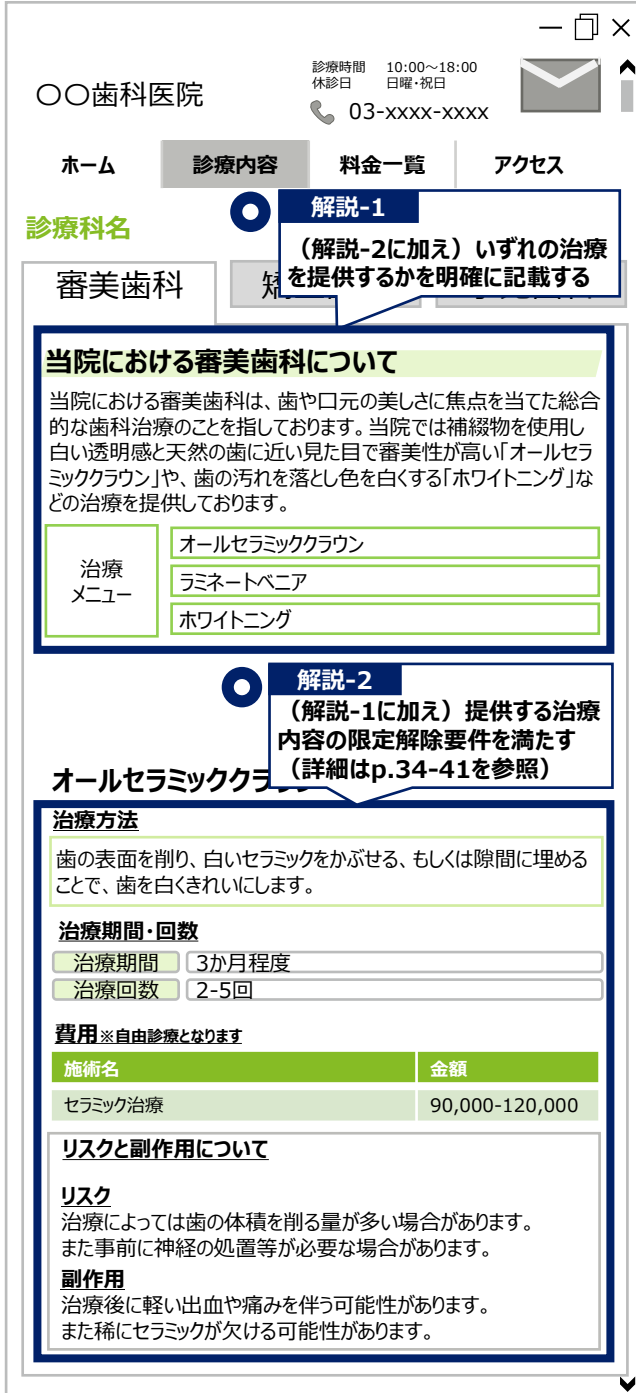 診療時間 10:00～18:00
休診日 日曜・祝日
〇〇歯科医院
03-xxxx-xxxx
ホーム 診療内容 料金一覧 アクセス
診療科名
解説-1
（解説-2に加え）いずれの治療
を提供するかを明確に記載する
審美歯科
当院における審美歯科について
当院における審美歯科は、歯や口元の美しさに焦点を当てた総合
的な歯科治療のことを指しております。当院では補綴物を使用し
白い透明感と天然の歯に近い見た目で審美性が高い「オールセラ
ミッククラウン」や、歯の汚れを落とし色を白くする「ホワイトニング」な
どの治療を提供しております。
治療
メニュー
オールセラミッククラウン
ラミネートベニア
ホワイトニング
解説-2
（解説-1に加え）提供する治療
内容の限定解除要件を満たす
（詳細はp.34-41を参照）
オールセラミックク
治療方法
歯の表面を削り、白いセラミックをかぶせる、もしくは隙間に埋める
ことで、歯を白くきれいにします。
治療期間・回数
治療期間 3か月程度
治療回数 2-5回
費用※自由診療となります
施術名 金額
セラミック治療 90,000-120,000
リスクと副作用について
リスク
治療によっては歯の体積を削る量が多い場合があります。
また事前に神経の処置等が必要な場合があります。
副作用
治療後に軽い出血や痛みを伴う可能性があります。
また稀にセラミックが欠ける可能性があります。